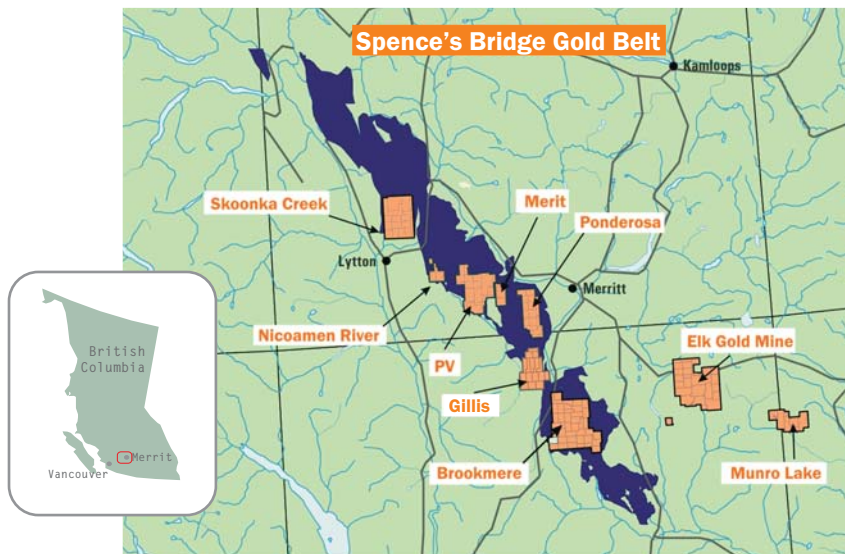 Spence's Bridge Gold Belt
Kamloops
Skoonka Creek
Merit
Ponderosa
Lytton
Merritt
Nicoamen River
PV
Elk Gold Mine
Gillis
Brookmere
Munro Lake
British
Columbia
Merrit
Vancouver